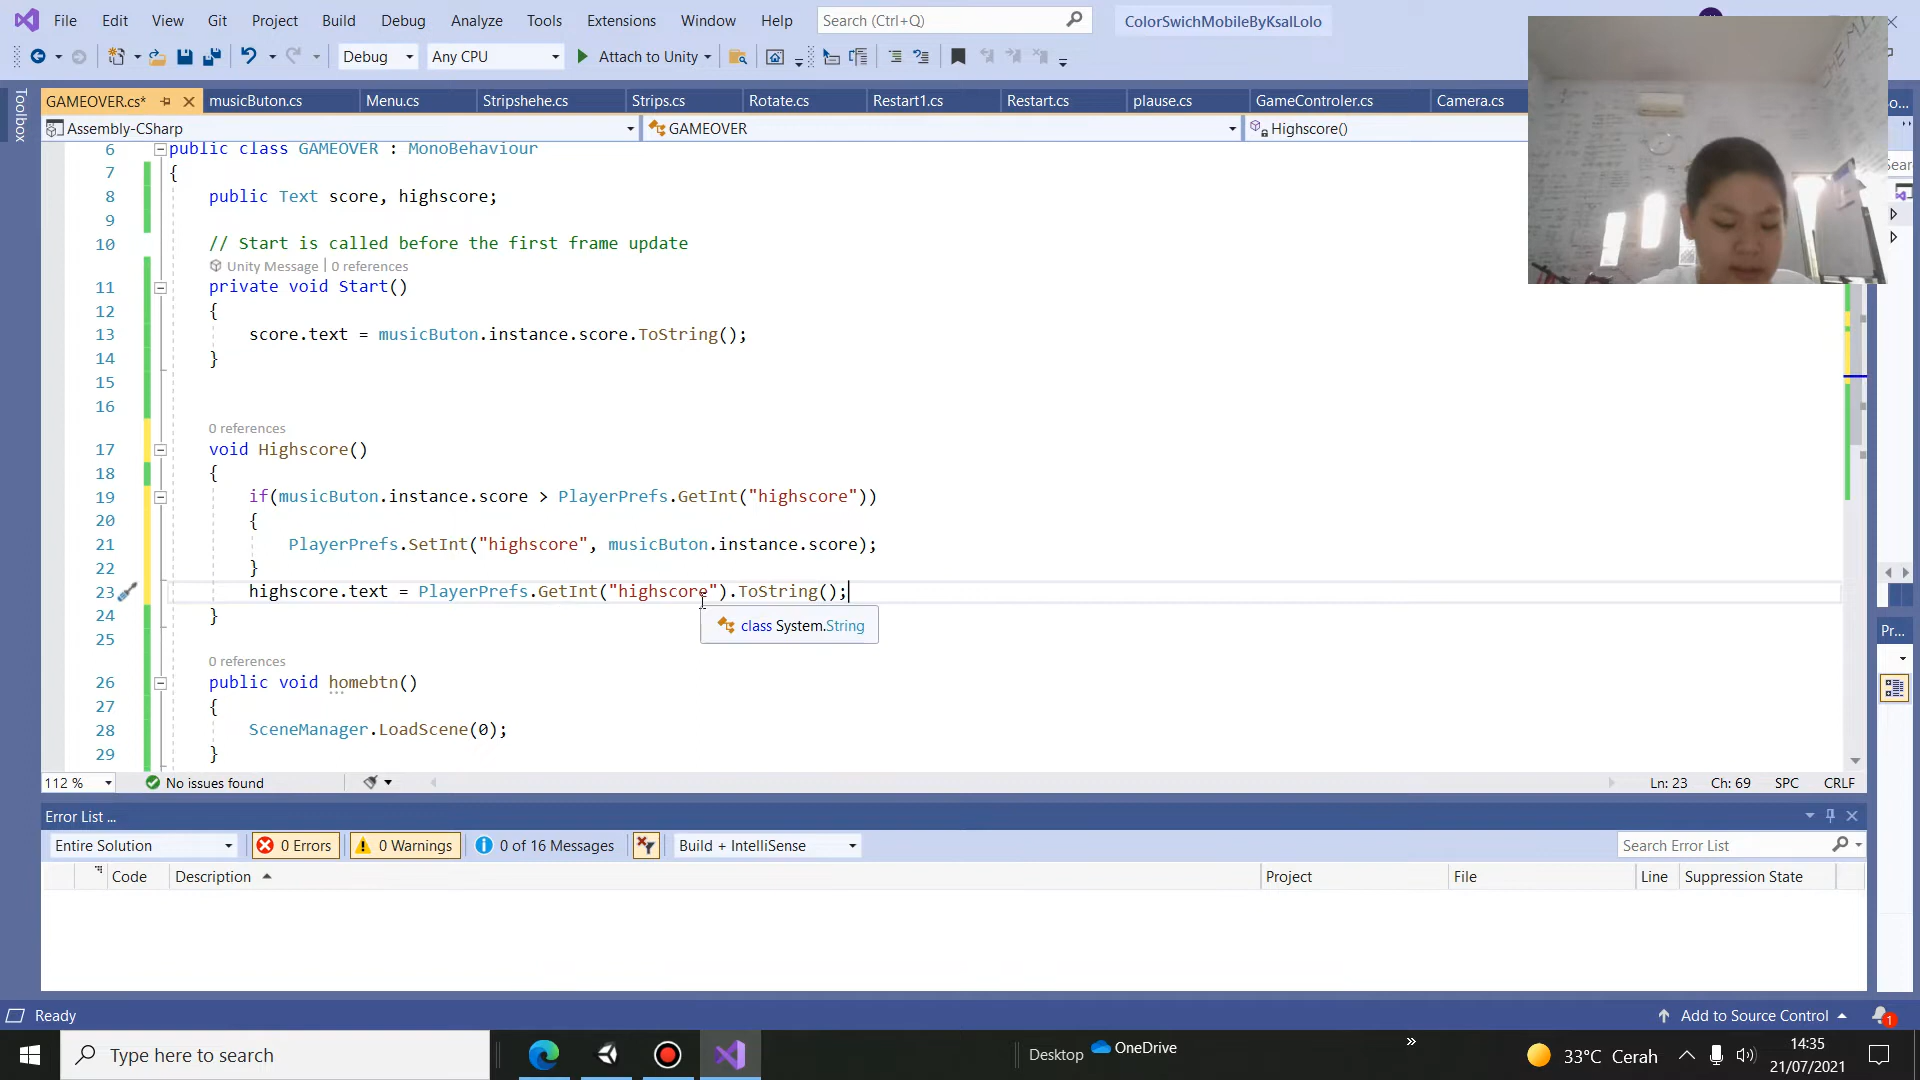 File Edit View Git Project Build Debug Test Analyze Tools Extensions Window Help Search (Ctrl+Q) ColorSwichMobileByKsalLolo
Debug Any CPU Attach to Unity
Toolbox
GAMEOVER.cs* musicButon.cs Menu.cs Stripshehe.cs Strips.cs Rotate.cs Restart1.cs Restart.cs plause.cs GameControler.cs Camera.cs
Assembly-CSharp GAMEOVER Highscore()
6 public class GAMEOVER : MonoBehaviour
7 {
8 public Text score, highscore;
9
10 // Start is called before the first frame update
Unity Message | 0 references
11 private void Start()
12 {
13 score.text = musicButon.instance.score.ToString();
14 }
15
16
0 references
17 void Highscore()
18 {
19 if(musicButon.instance.score > PlayerPrefs.GetInt("highscore"))
20 {
21 PlayerPrefs.SetInt("highscore", musicButon.instance.score);
22 }
23 highscore.text = PlayerPrefs.GetInt("highscore").ToString();
24 }
class System.String
25
0 references
26 public void homebtn()
27 {
28 SceneManager.LoadScene(0);
29 }
Pr...
112 % No issues found Ln: 23 Ch: 69 SPC CRLF
Error List ...
Entire Solution 0 Errors 0 Warnings 0 of 16 Messages Build + IntelliSense Search Error List
Code Description Project File Line Suppression State
Ready Add to Source Control 1
Type here to search Desktop OneDrive » 33°C Cerah 14:35
21/07/2021